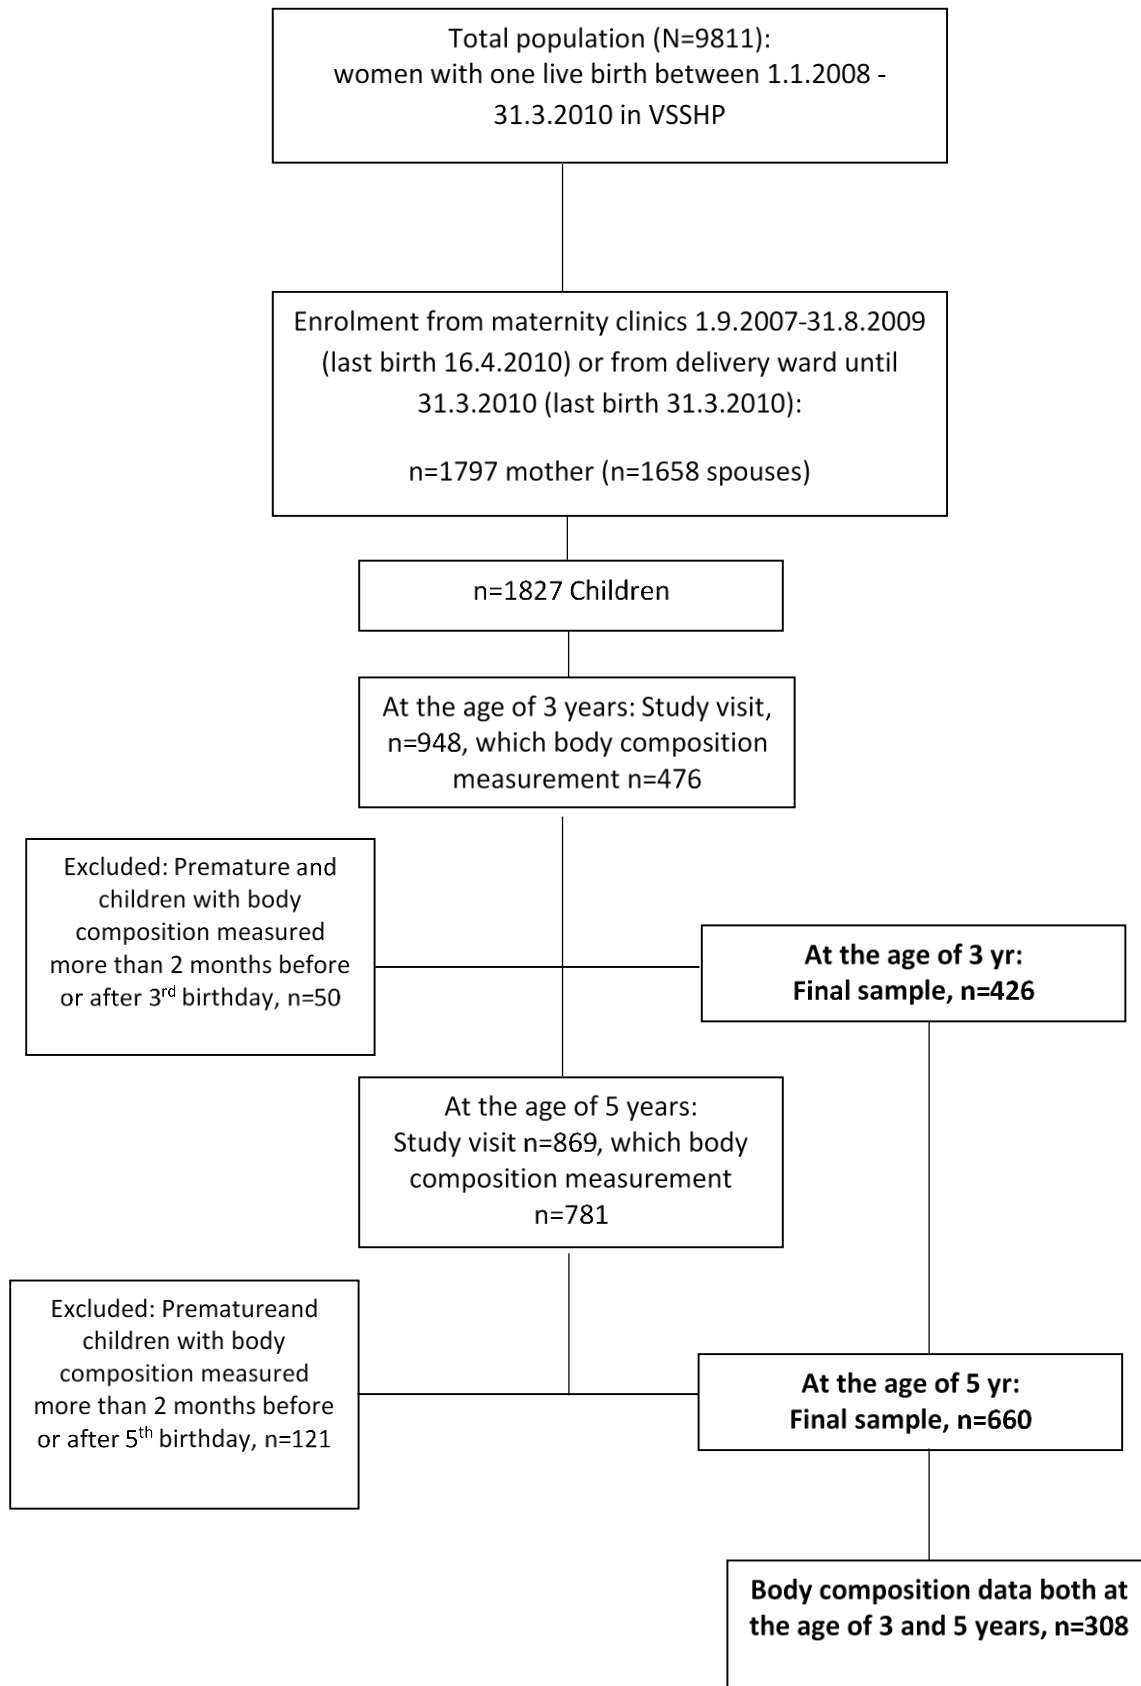 Total population (N=9811):
women with one live birth between 1.1.2008 -
31.3.2010 in VSSHP
Enrolment from maternity clinics 1.9.2007-31.8.2009
(last birth 16.4.2010) or from delivery ward until
31.3.2010 (last birth 31.3.2010):
n=1797 mother (n=1658 spouses)
n=1827 Children
At the age of 3 years: Study visit,
n=948, which body composition
measurement n=476
Excluded: Premature and
children with body
composition measured
more than 2 months before
or after 3rd birthday, n=50
At the age of 3 yr:
Final sample, n=426
At the age of 5 years:
Study visit n=869, which body
composition measurement
n=781
Excluded: Prematureand
children with body
composition measured
more than 2 months before
or after 5th birthday, n=121
At the age of 5 yr:
Final sample, n=660
Body composition data both at
the age of 3 and 5 years, n=308